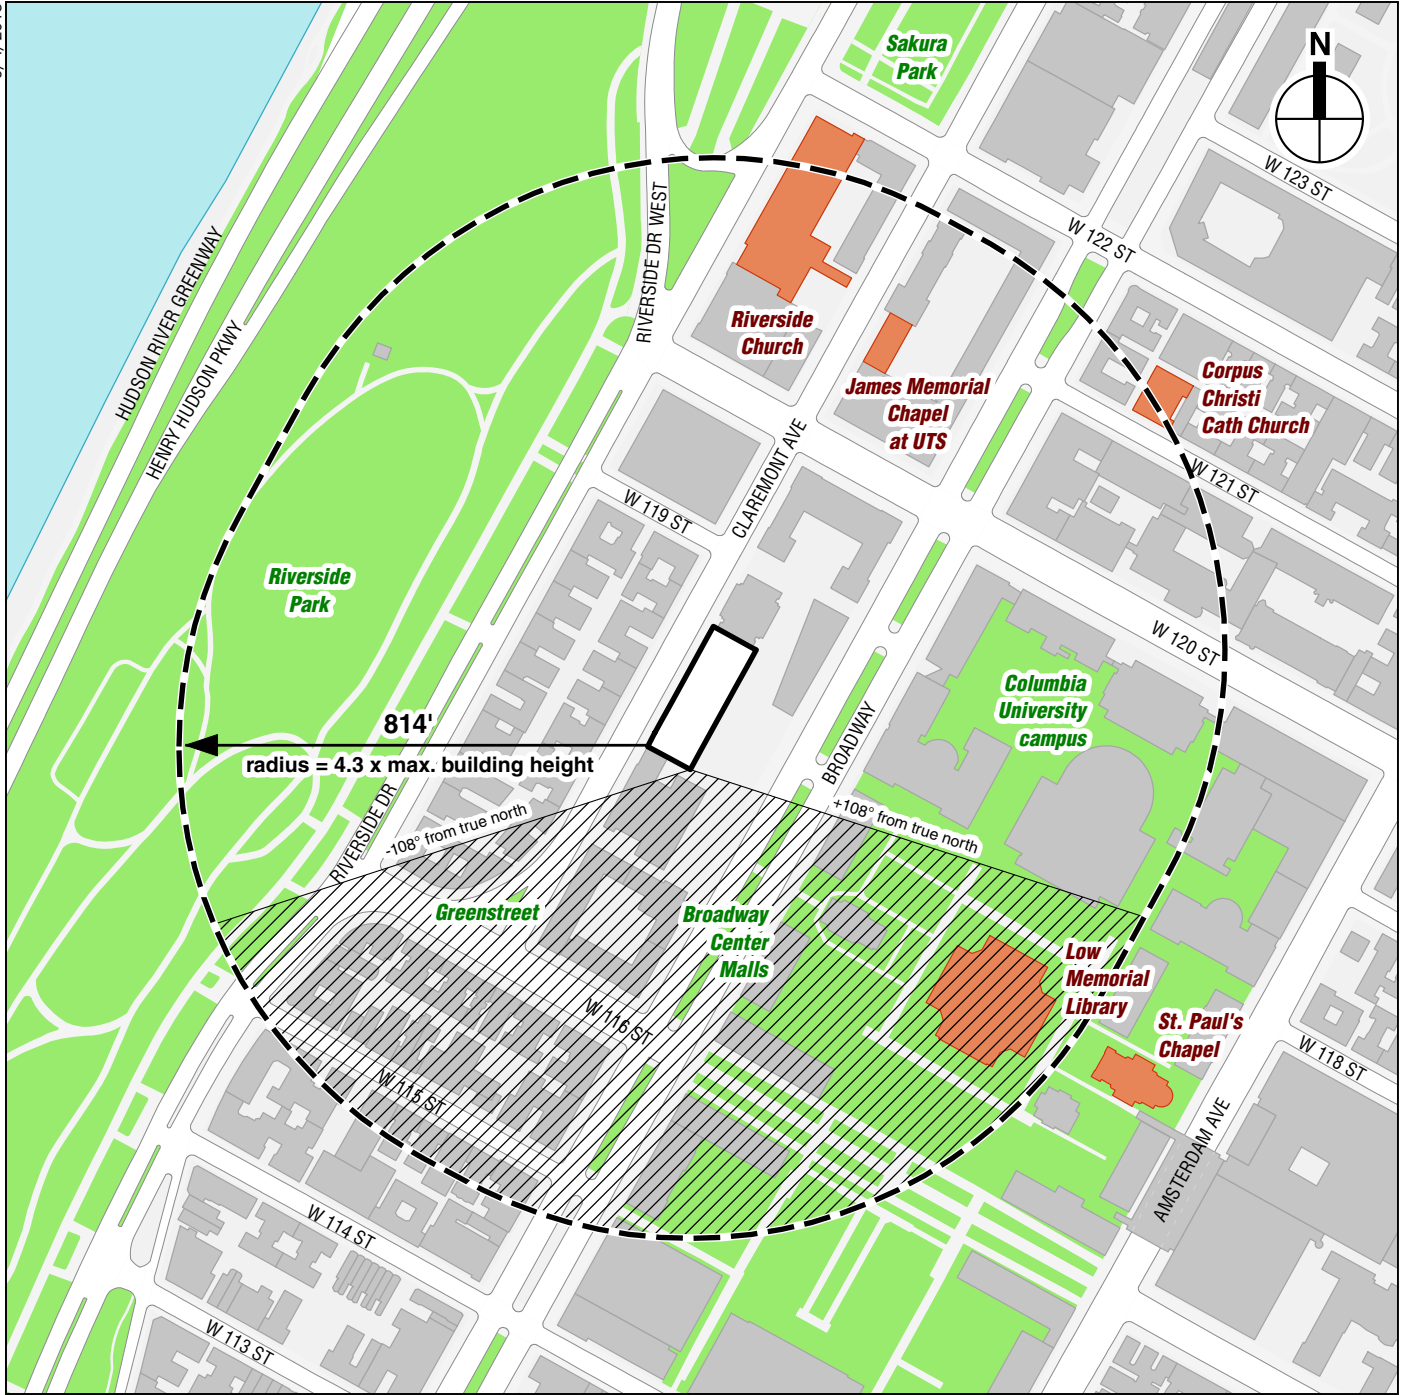 N
Sakura
Park
W 123 ST
W 122 ST
RIVERSIDE DR WEST
HUDSON RIVER GREENWAY
HENRY HUDSON PKWY
Riverside
Church
James Memorial
Chapel
at UTS
Corpus
Christi
Cath Church
W 121 ST
CLAREMONT AVE
W 119 ST
Riverside
Park
W 120 ST
Columbia
University
campus
814'
radius = 4.3 x max. building height
BROADWAY
RIVERSIDE DR
-108° from true north
+108° from true north
Greenstreet
Broadway
Center
Malls
Low
Memorial
Library
St. Paul's
Chapel
W 116 ST
W 115 ST
W 118 ST
AMSTERDAM AVE
W 114 ST
W 113 ST